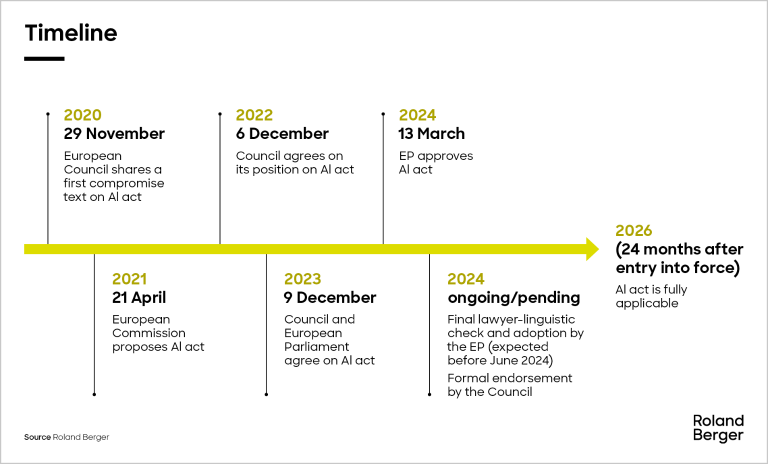 Timeline
2020
29 November
European
Council shares a
first compromise
text on AI act
2022
6 December
Council agrees on
its position on AI act
2024
13 March
EP approves
AI act
2021
21 April
European
Commission
proposes AI act
2023
9 December
Council and
European
Parliament
agree on AI act
2024
ongoing/pending
Final lawyer-linguistic
check and adoption by
the EP (expected
before June 2024)
Formal endorsement
by the Council
2026
(24 months after
entry into force)
AI act is fully
applicable
Source Roland Berger
Roland
Berger